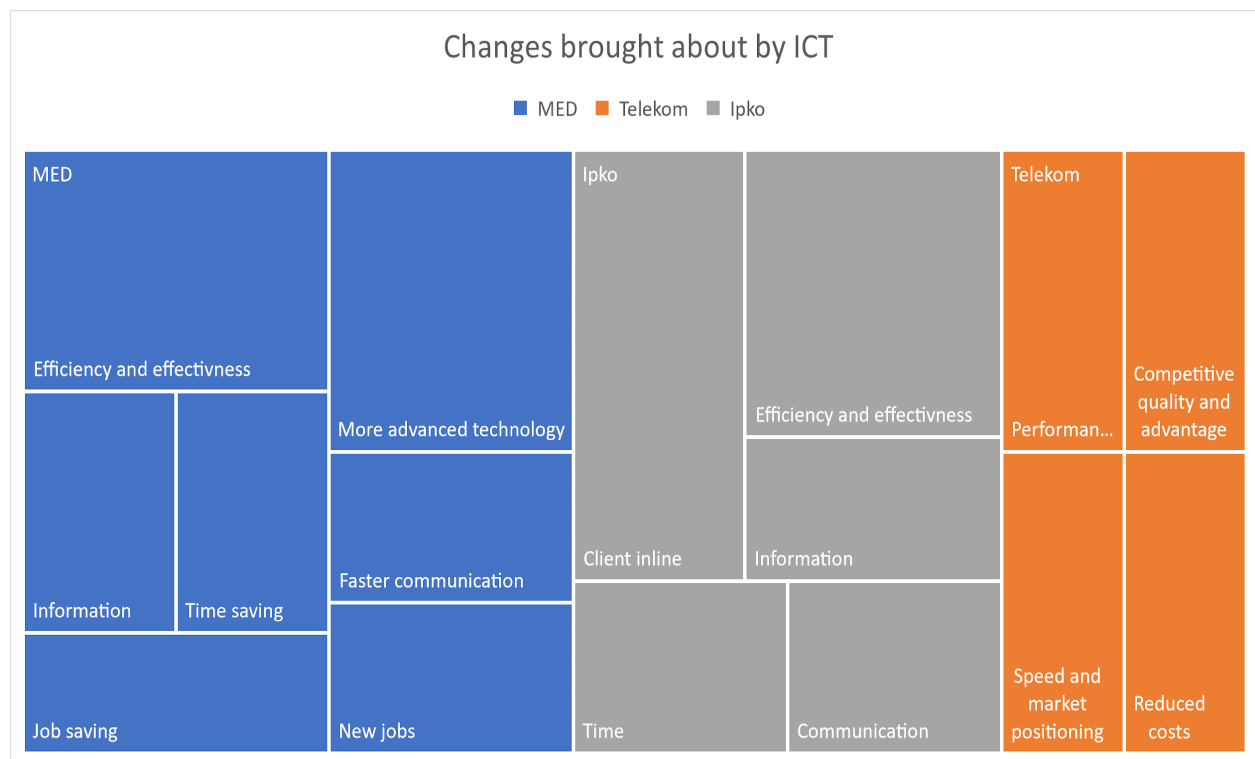 Changes brought about by ICT
MED Telekom Ipko
MED
Efficiency and effectivness
Information
Time saving
Job saving
More advanced technology
Faster communication
New jobs
Ipko
Client inline
Efficiency and effectivness
Information
Time
Communication
Telekom
Performan...
Competitive
quality and
advantage
Speed and
market
positioning
Reduced
costs